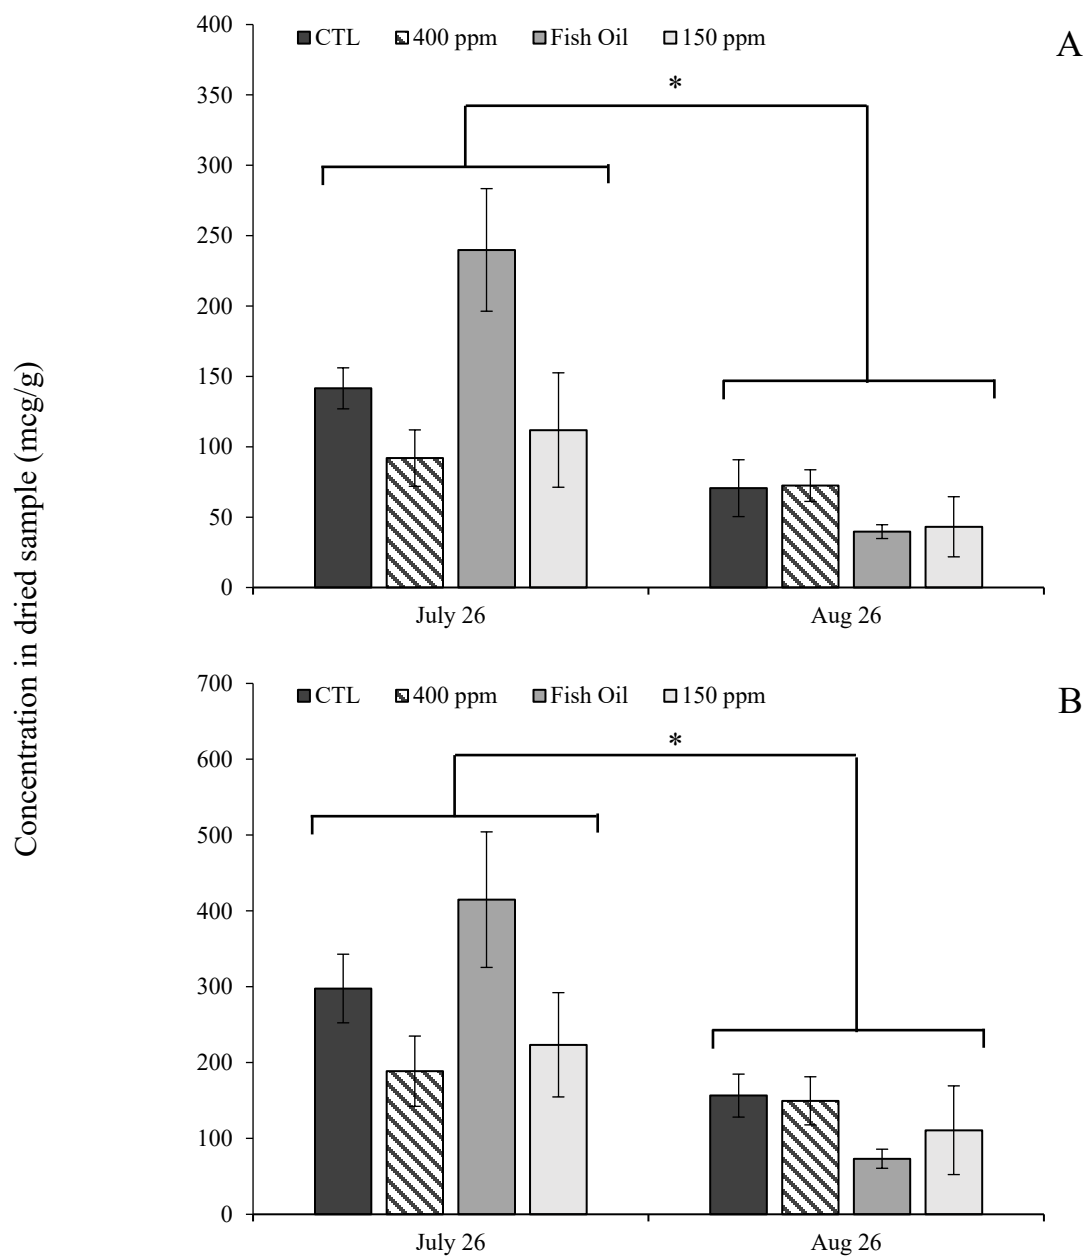 400
CTL 400 ppm Fish Oil 150 ppm
A
350
*
300
250
200
150
100
50
0
July 26 Aug 26
Concentration in dried sample (mcg/g)
700
CTL 400 ppm Fish Oil 150 ppm
B
*
600
500
400
300
200
100
0
July 26 Aug 26